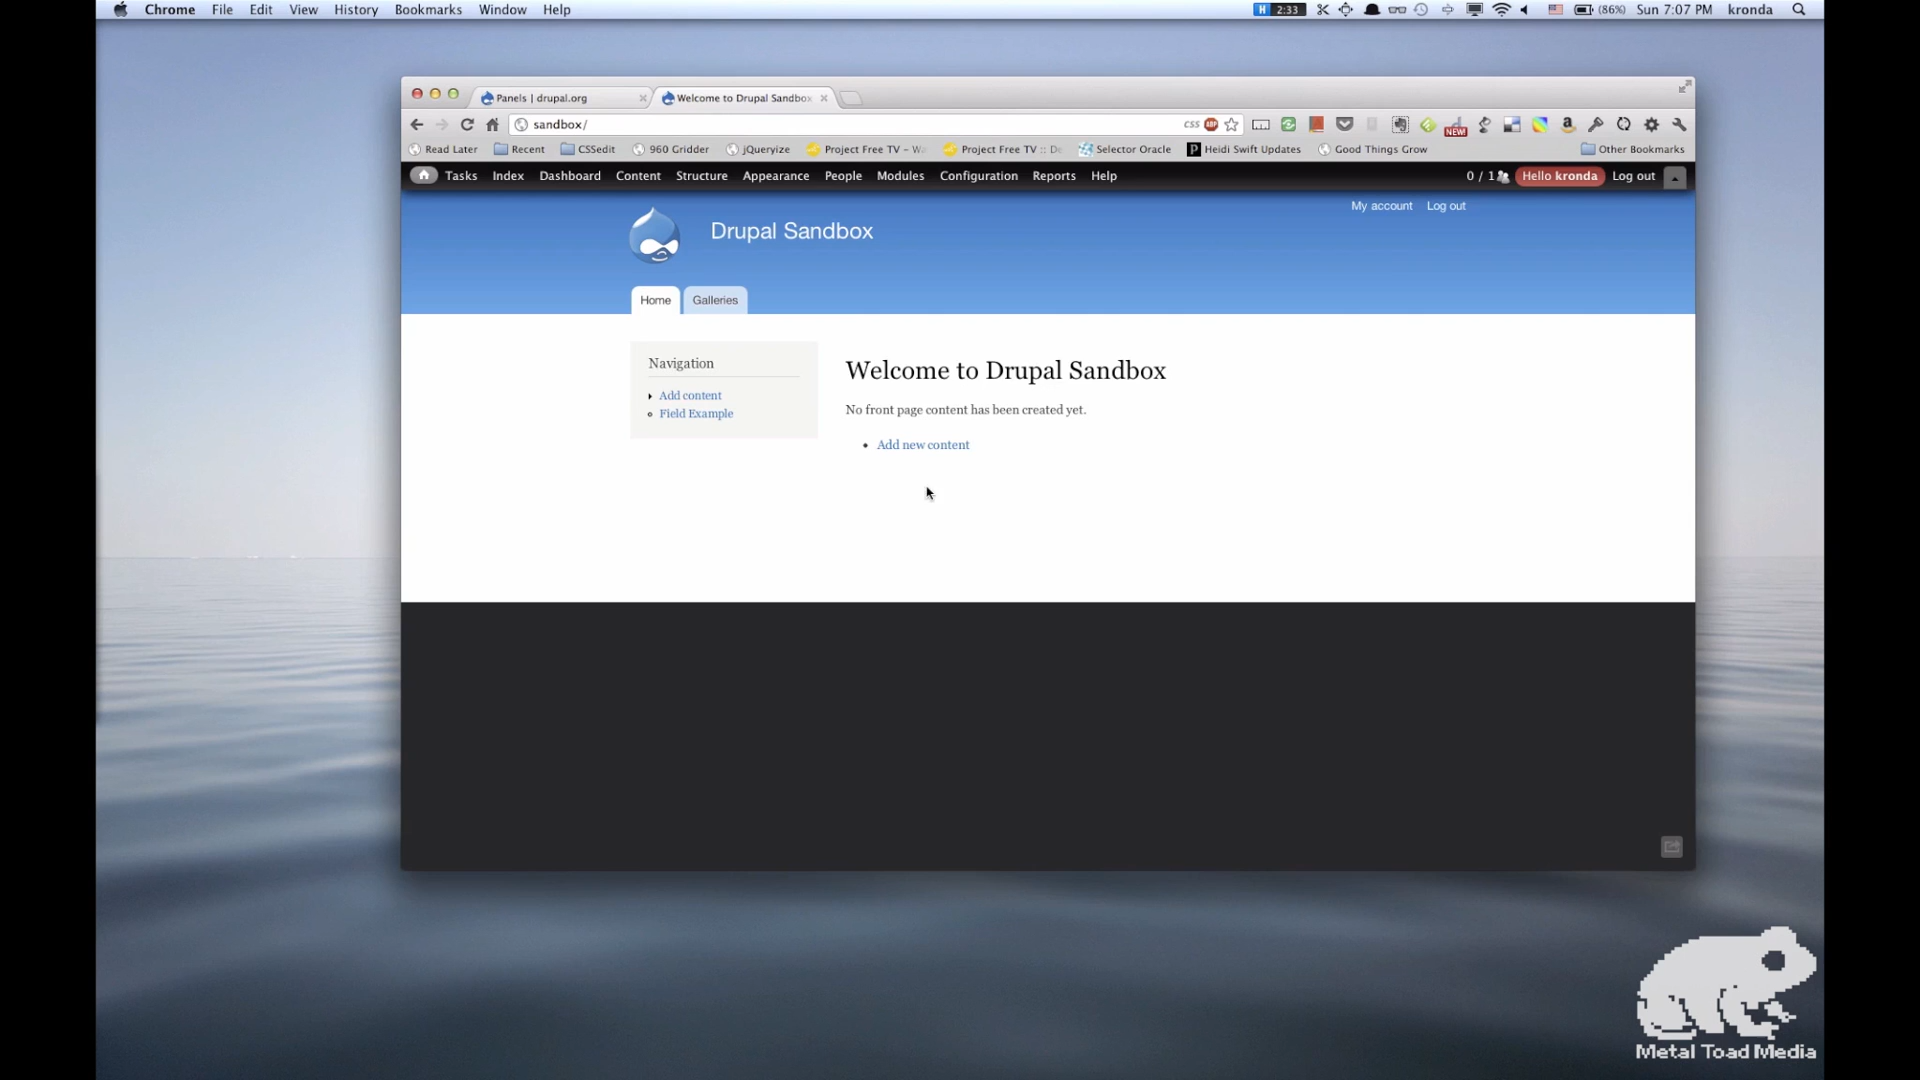 Chrome File Edit View History Bookmarks Window Help
H 2:33 (86%) Sun 7:07 PM kronda
Panels | drupal.org
Welcome to Drupal Sandbox
sandbox/
CSS ABP NEW!
Read Later Recent CSSedit 960 Gridder jQueryize Project Free TV – Wa Project Free TV :: De Selector Oracle Heidi Swift Updates Good Things Grow Other Bookmarks
Tasks Index Dashboard Content Structure Appearance People Modules Configuration Reports Help 0 / 1 Hello kronda Log out
My account Log out
Drupal Sandbox
Home Galleries
Navigation
Add content
Field Example
Welcome to Drupal Sandbox
No front page content has been created yet.
Add new content
Metal Toad Media